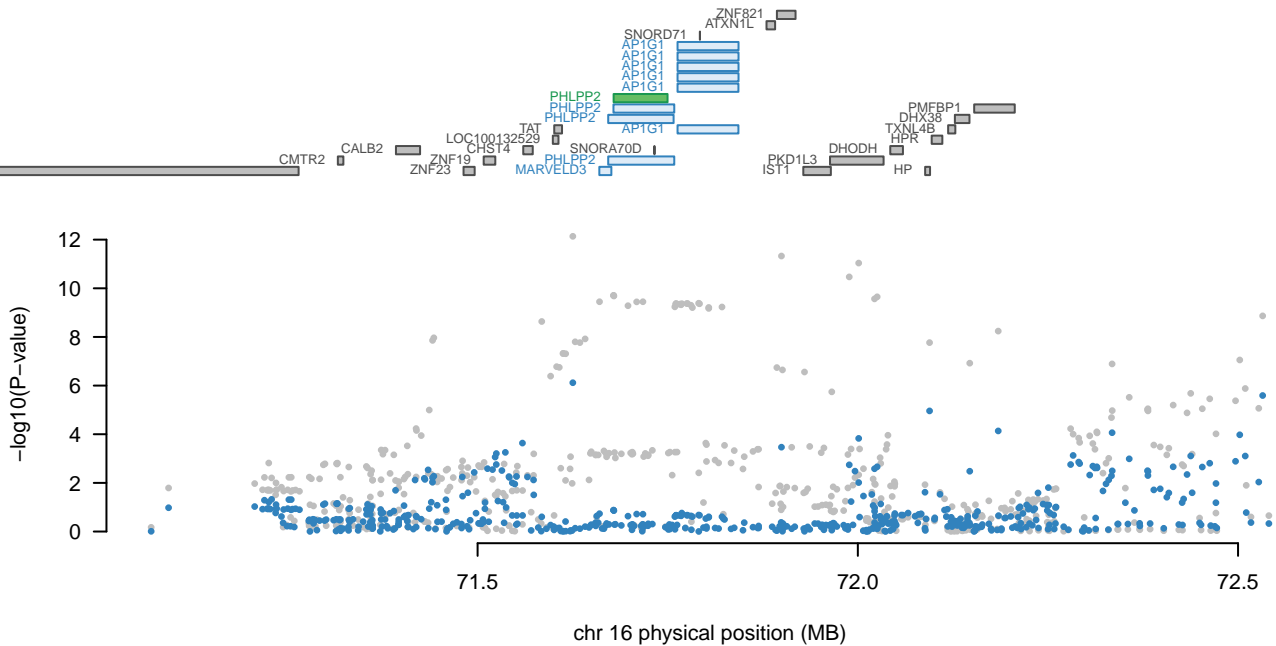 ZNF821
ATXN1L
SNORD71
AP1G1
AP1G1
AP1G1
AP1G1
AP1G1
PHLPP2
PHLPP2 PMFBP1
PHLPP2 DHX38
TAT AP1G1 TXNL4B
LOC100132529 HPR
CALB2 CHST4 SNORA70D DHODH
CMTR2 ZNF19 PHLPP2 PKD1L3
ZNF23 MARVELD3 IST1 HP
12
10
8
6
4
2
0
−log10(P−value)
71.5 72.0 72.5
chr 16 physical position (MB)